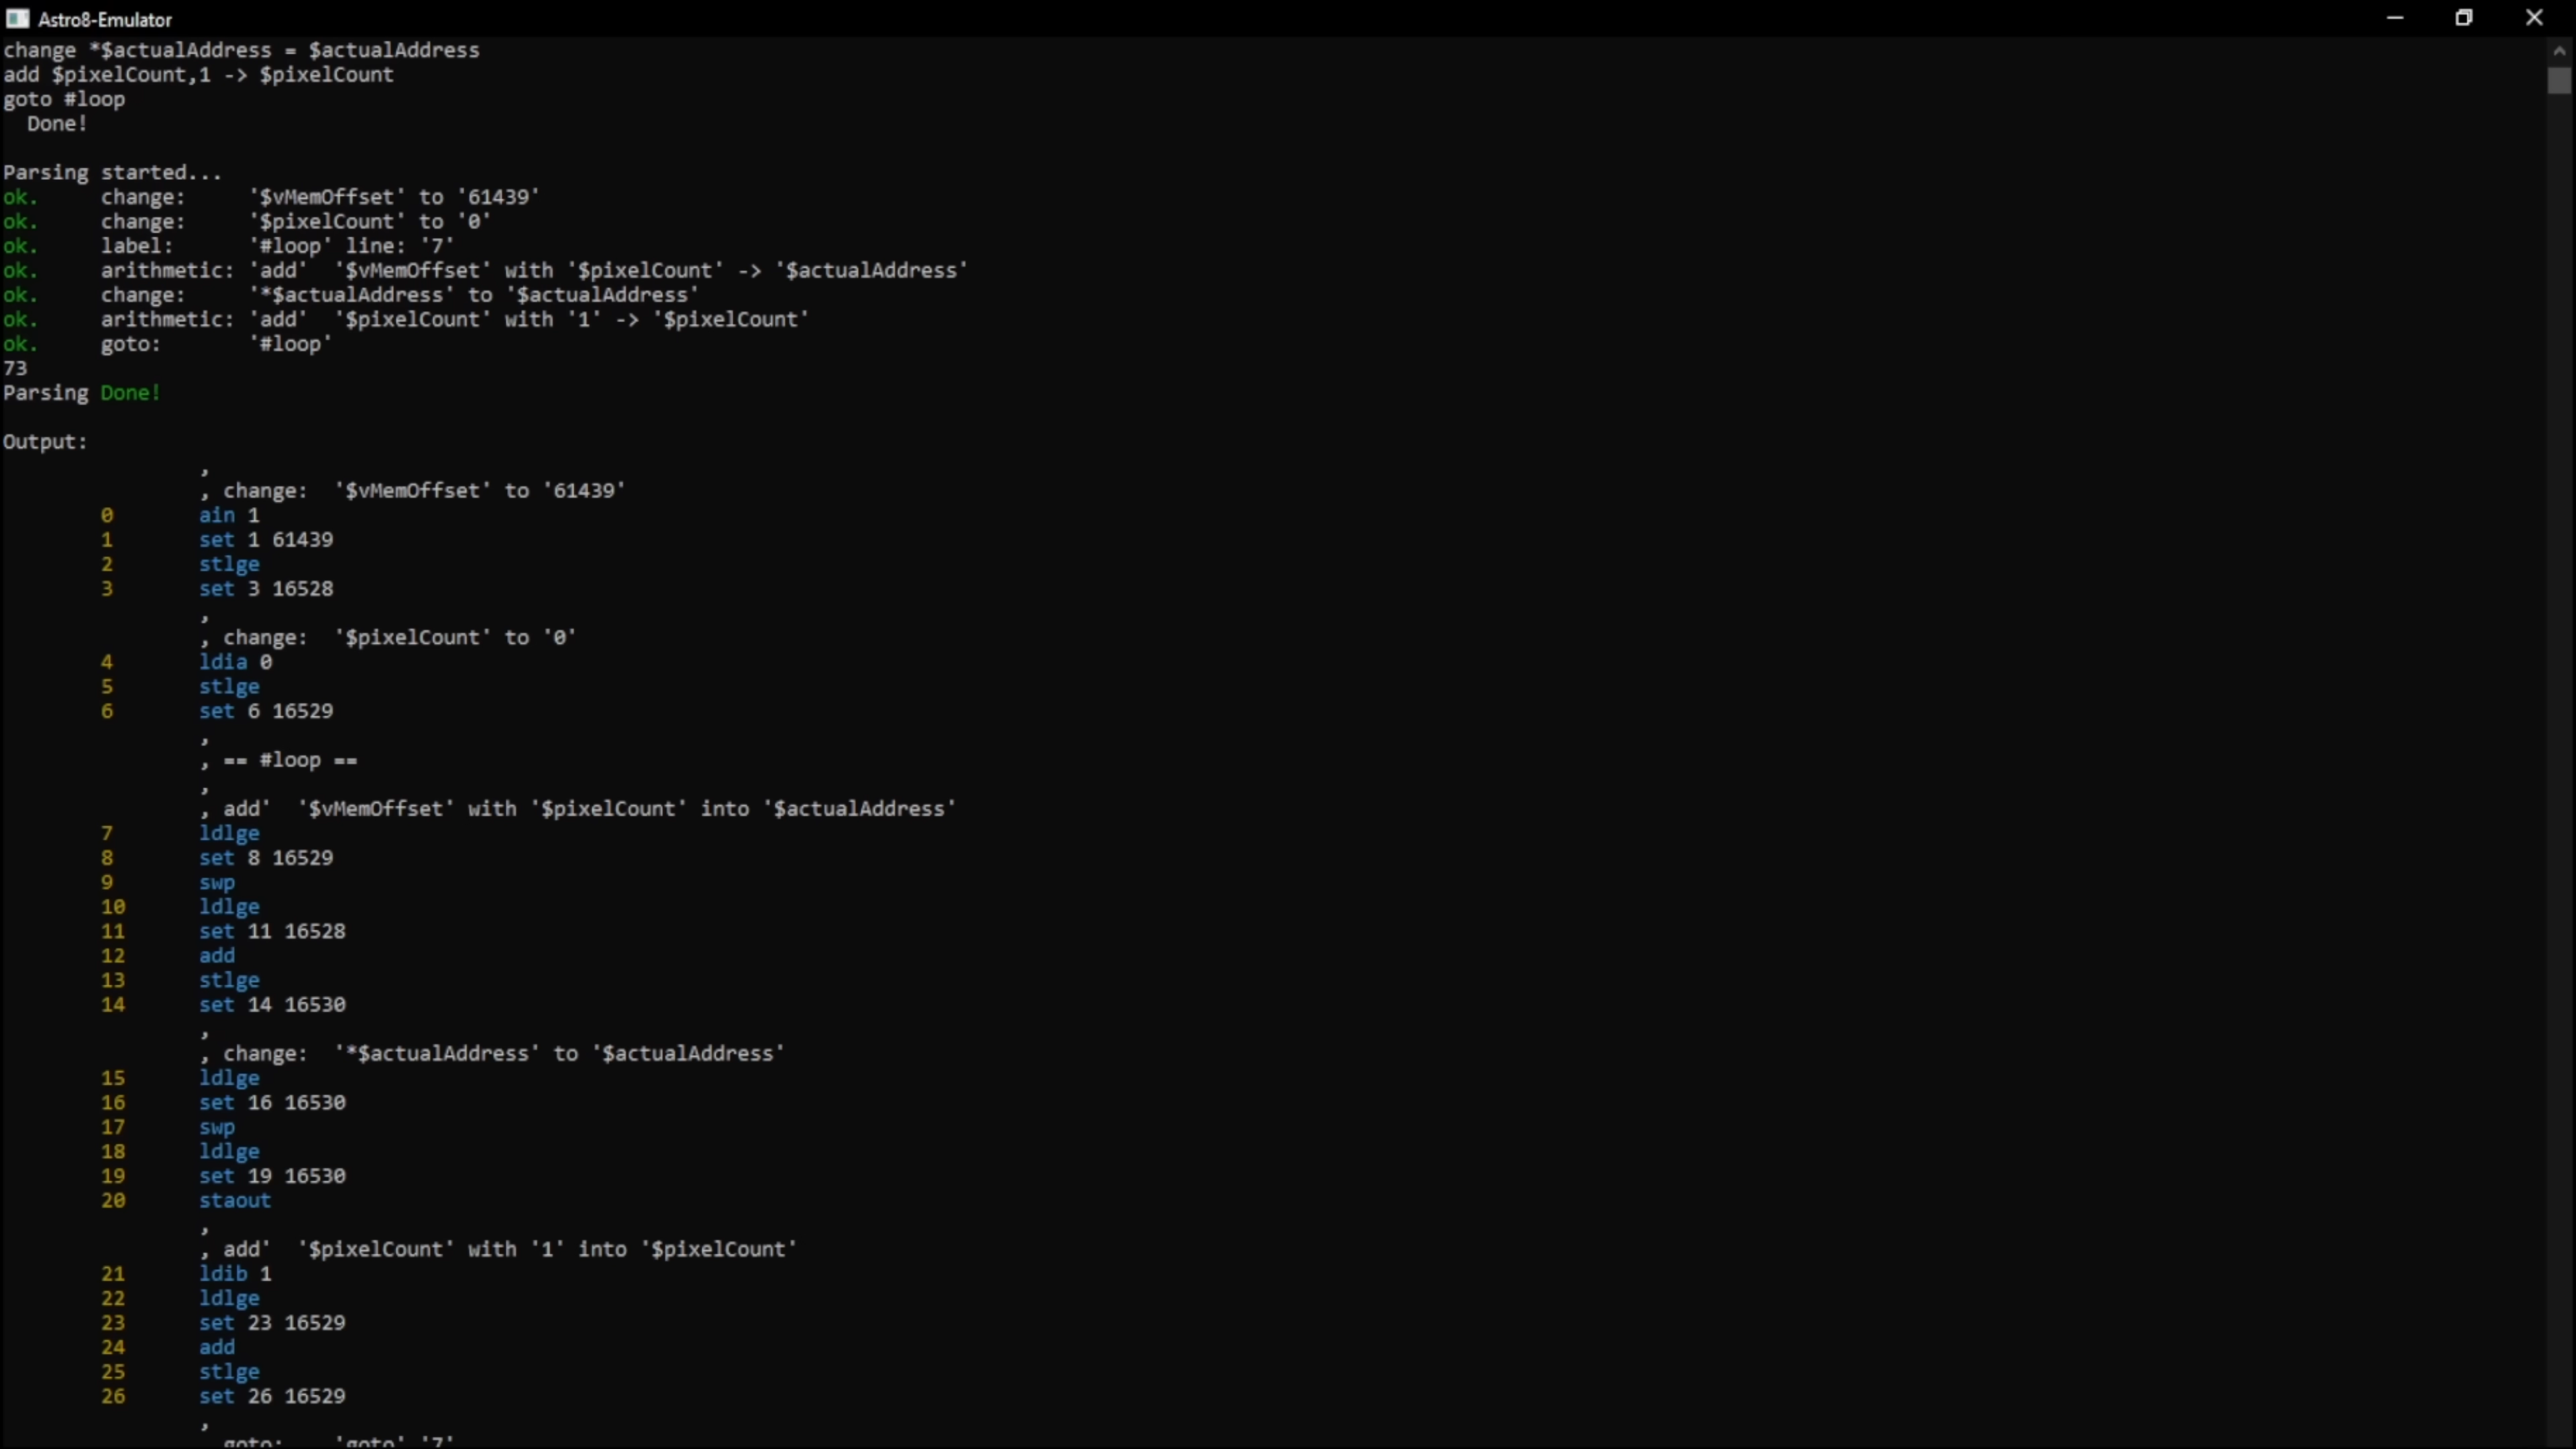 Astro8-Emulator
change *$actualAddress = $actualAddress
add $pixelCount,1 -> $pixelCount
goto #loop
  Done!
Parsing started...
ok.     change:     '$vMemOffset' to '61439'
ok.     change:     '$pixelCount' to '0'
ok.     label:      '#loop' line: '7'
ok.     arithmetic: 'add'  '$vMemOffset' with '$pixelCount' -> '$actualAddress'
ok.     change:     '*$actualAddress' to '$actualAddress'
ok.     arithmetic: 'add'  '$pixelCount' with '1' -> '$pixelCount'
ok.     goto:       '#loop'
73
Parsing Done!
Output:
,
, change:  '$vMemOffset' to '61439'
0       ain 1
1       set 1 61439
2       stlge
3       set 3 16528
,
, change:  '$pixelCount' to '0'
4       ldia 0
5       stlge
6       set 6 16529
,
, == #loop ==
,
, add'  '$vMemOffset' with '$pixelCount' into '$actualAddress'
7       ldlge
8       set 8 16529
9       swp
10      ldlge
11      set 11 16528
12      add
13      stlge
14      set 14 16530
,
, change:  '*$actualAddress' to '$actualAddress'
15      ldlge
16      set 16 16530
17      swp
18      ldlge
19      set 19 16530
20      staout
,
, add'  '$pixelCount' with '1' into '$pixelCount'
21      ldib 1
22      ldlge
23      set 23 16529
24      add
25      stlge
26      set 26 16529
,
goto:    'goto' '7'